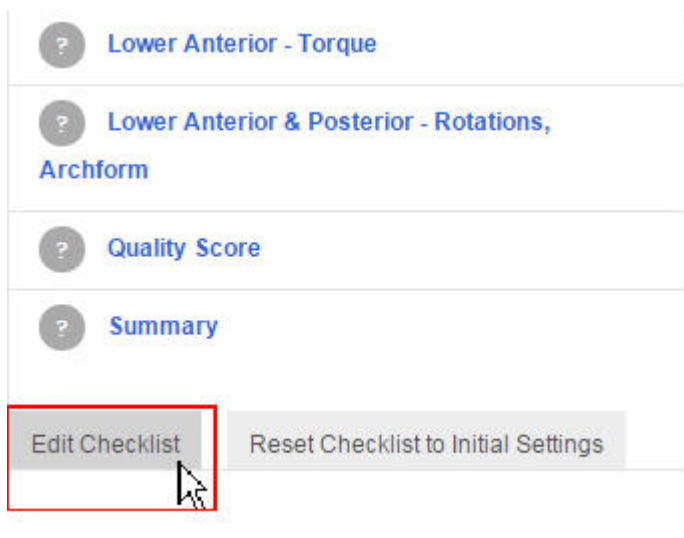 ? Lower Anterior - Torque
? Lower Anterior & Posterior - Rotations,
Archform
? Quality Score
? Summary
Edit Checklist Reset Checklist to Initial Settings